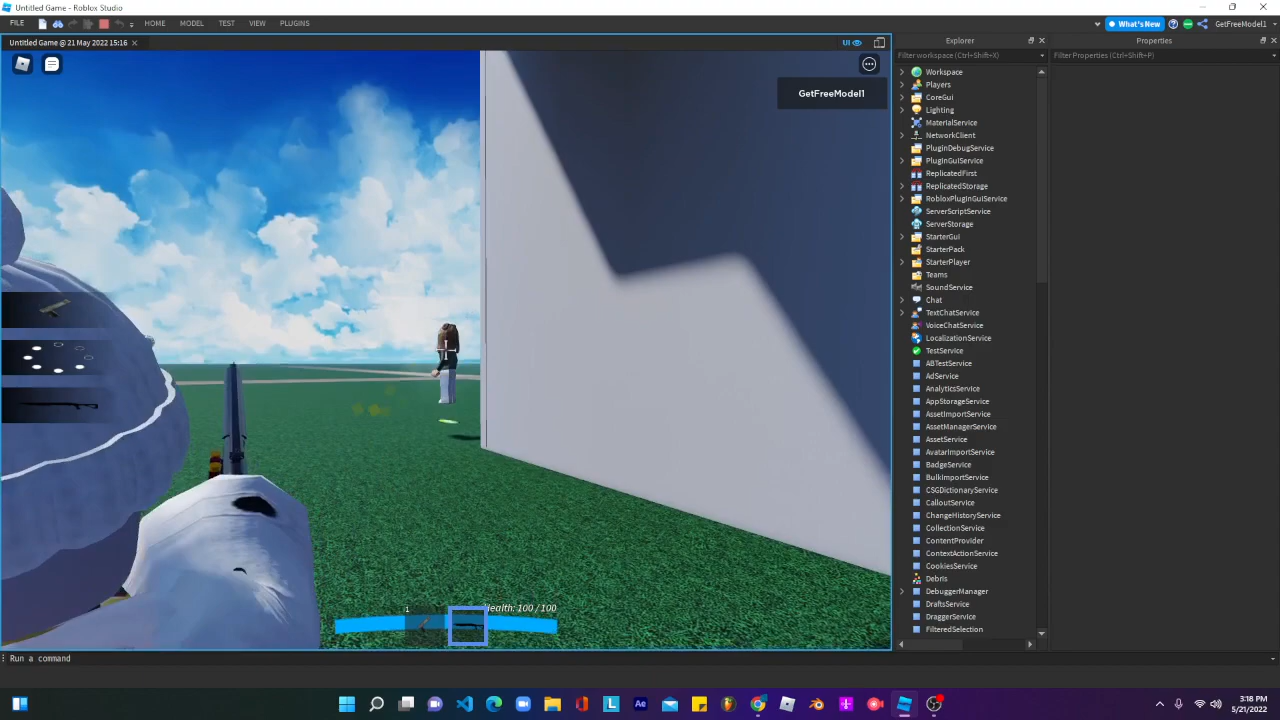 Untitled Game - Roblox Studio
FILE
HOME
MODEL
TEST
VIEW
PLUGINS
What's New
GetFreeModel1
Untitled Game @ 21 May 2022 15:16
UI
GetFreeModel1
1
Health: 100 / 100
Explorer
Filter workspace (Ctrl+Shift+X)
Workspace
Players
CoreGui
Lighting
MaterialService
NetworkClient
PluginDebugService
PluginGuiService
ReplicatedFirst
ReplicatedStorage
RobloxPluginGuiService
ServerScriptService
ServerStorage
StarterGui
StarterPack
StarterPlayer
Teams
SoundService
Chat
TextChatService
VoiceChatService
LocalizationService
TestService
ABTestService
AdService
AnalyticsService
AppStorageService
AssetImportService
AssetManagerService
AssetService
AvatarImportService
BadgeService
BulkImportService
CSGDictionaryService
CalloutService
ChangeHistoryService
CollectionService
ContentProvider
ContextActionService
CookiesService
Debris
DebuggerManager
DraftsService
DraggerService
FilteredSelection
Properties
Filter Properties (Ctrl+Shift+P)
Run a command
3:18 PM
5/21/2022